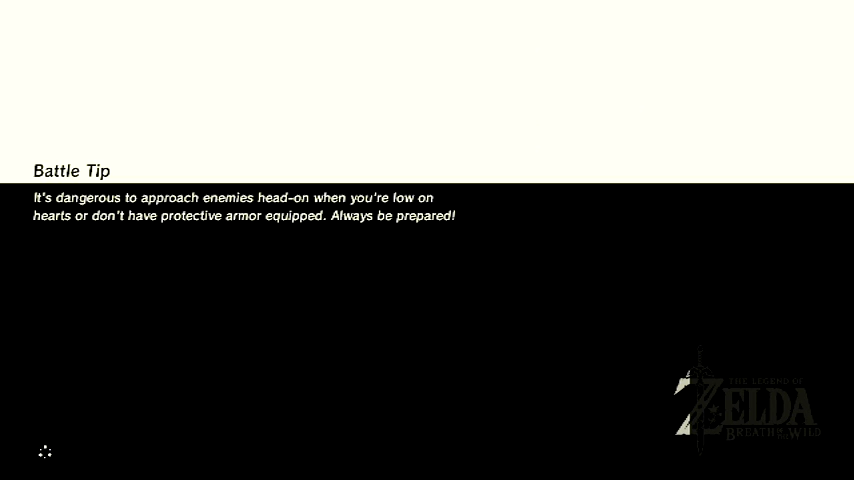 Battle Tip
It's dangerous to approach enemies head-on when you're low on
hearts or don't have protective armor equipped. Always be prepared!
THE LEGEND OF
ZELDA
BREATH OF THE WILD